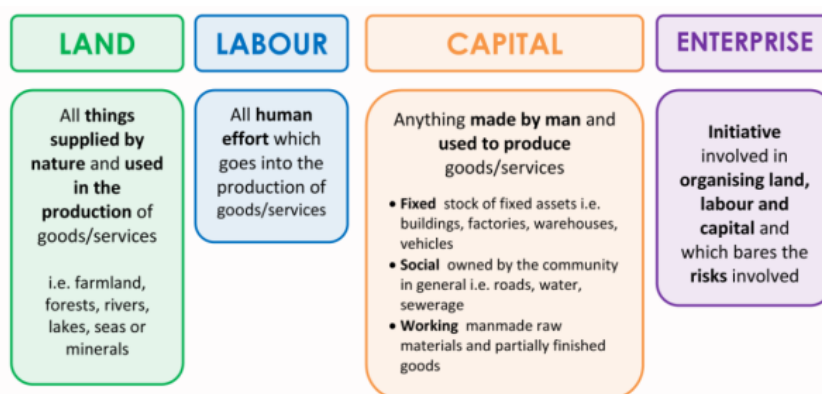 LAND
All things
supplied by
nature and used
in the
production of
goods/services
i.e. farmland,
forests, rivers,
lakes, seas or
minerals
LABOUR
All human
effort which
goes into the
production of
goods/services
CAPITAL
Anything made by man and
used to produce
goods/services
• Fixed stock of fixed assets i.e.
buildings, factories, warehouses,
vehicles
• Social owned by the community
in general i.e. roads, water,
sewerage
• Working manmade raw
materials and partially finished
goods
ENTERPRISE
Initiative
involved in
organising land,
labour and
capital and
which bares the
risks involved